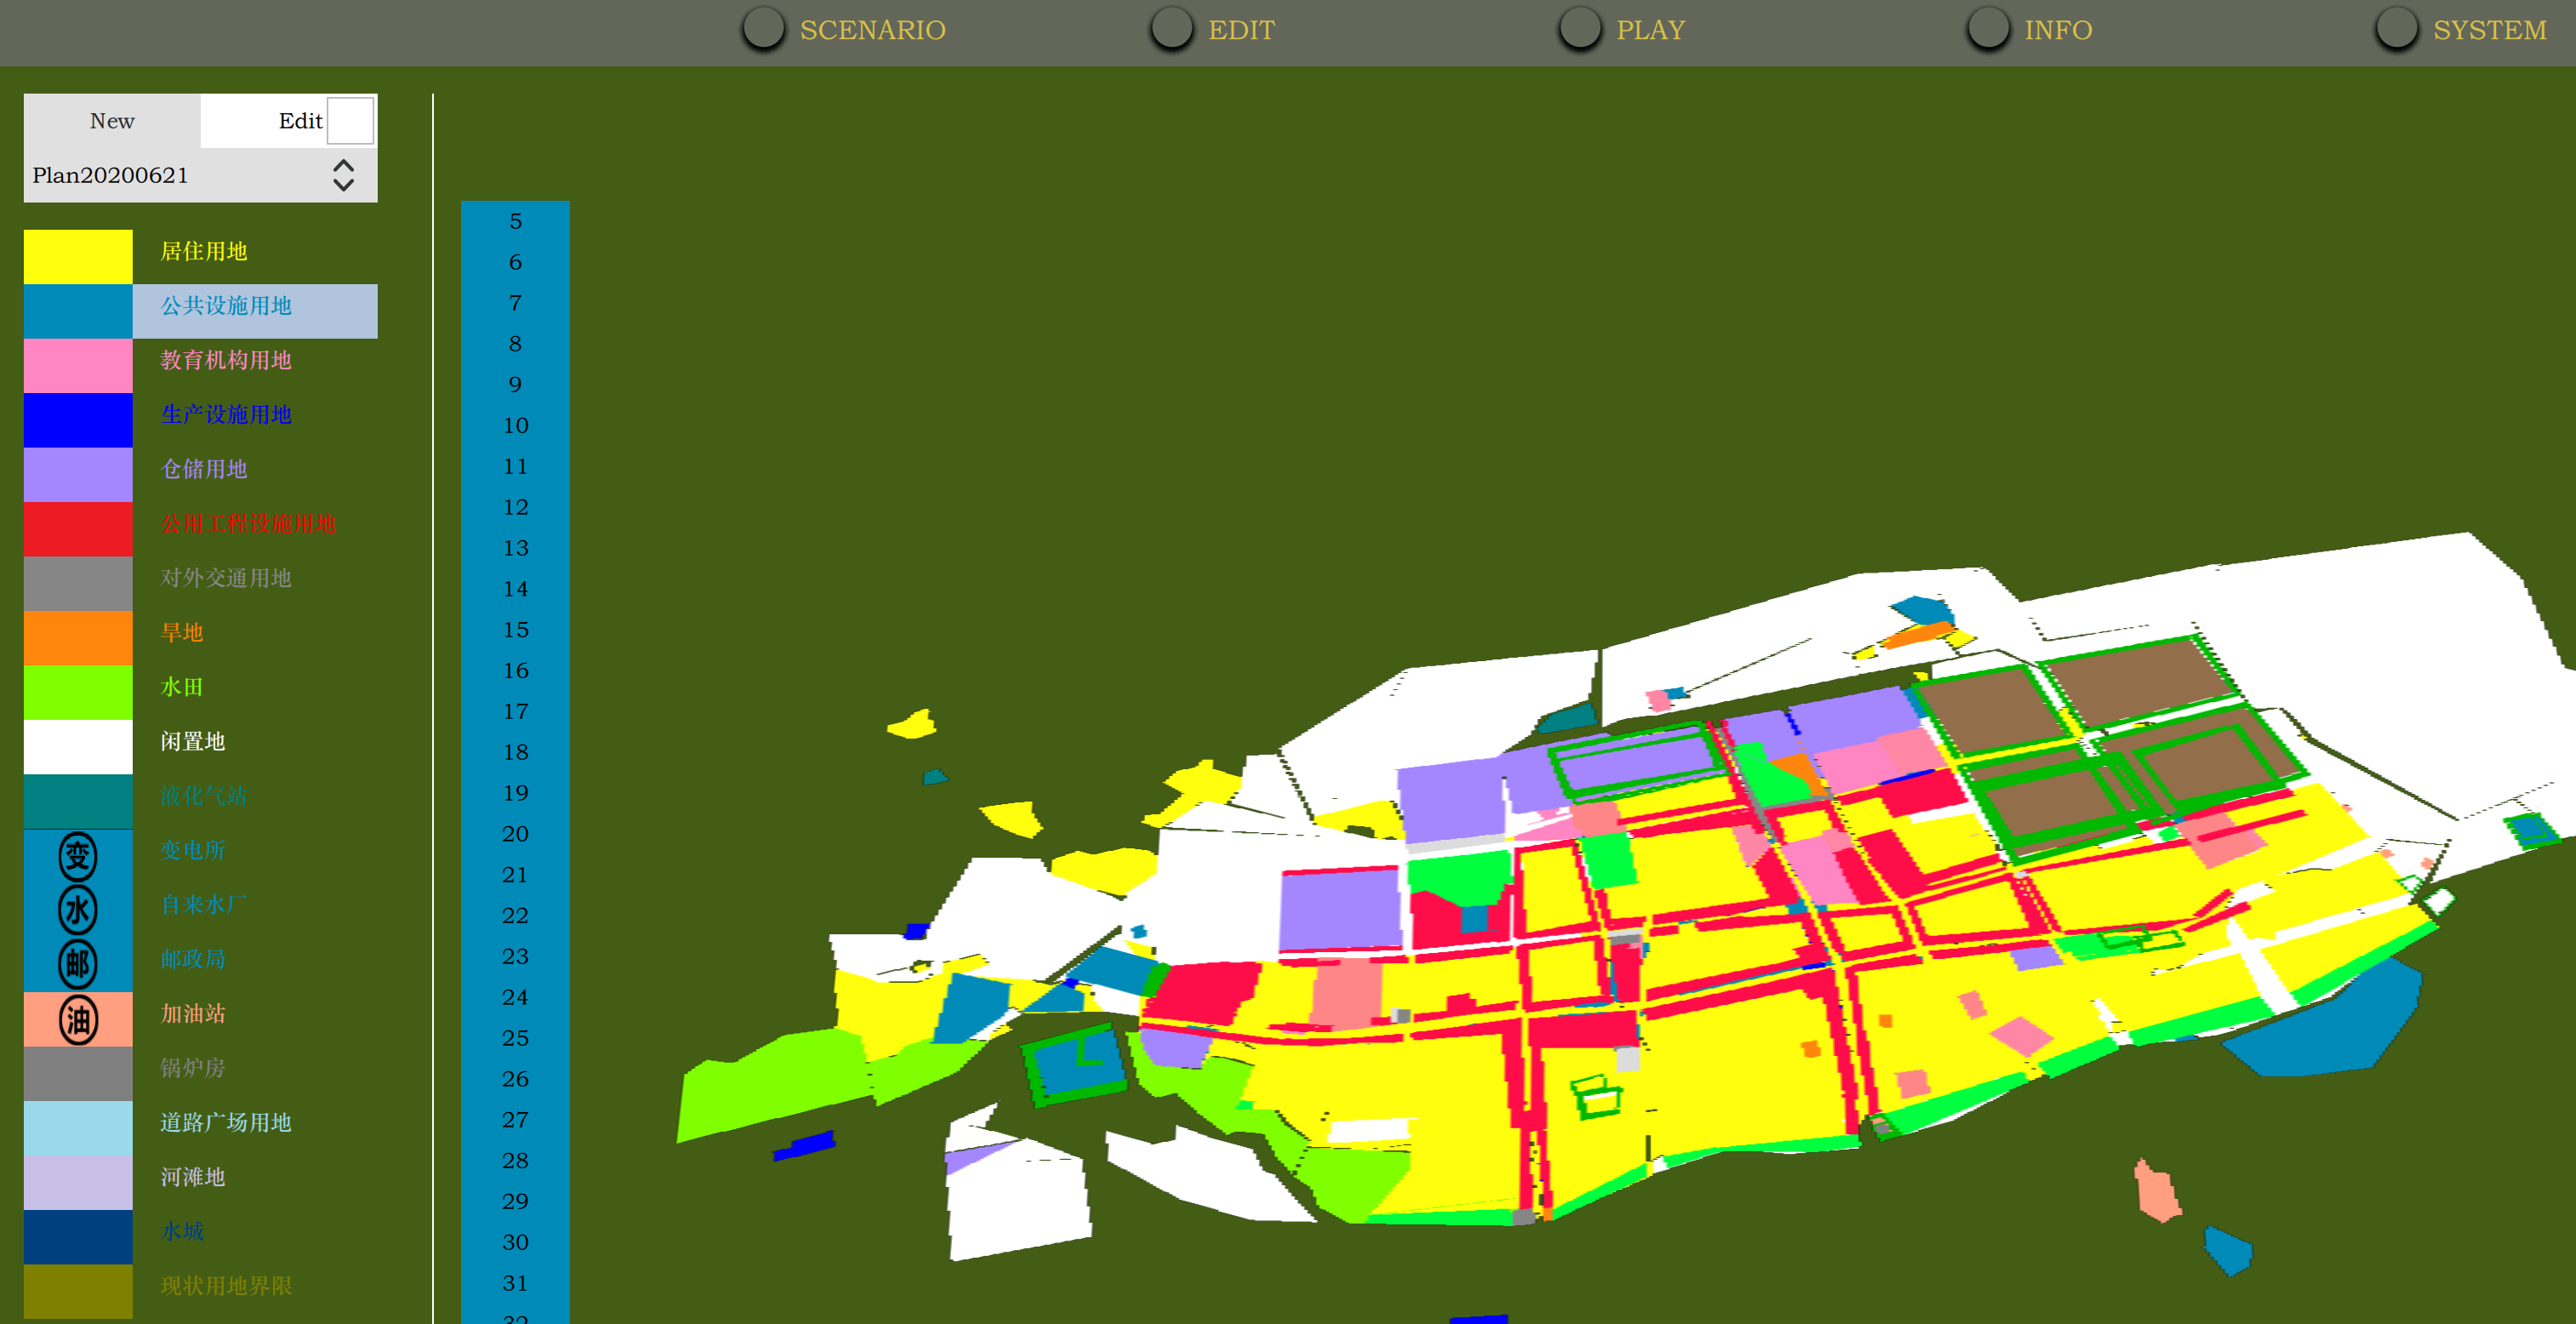 SCENARIO
EDIT
PLAY
INFO
SYSTEM
New
Edit
Plan20200621
居住用地
公共设施用地
教育机构用地
生产设施用地
仓储用地
公用工程设施用地
对外交通用地
旱地
水田
闲置地
液化气站
变 变电所
水 自来水厂
邮 邮政局
油 加油站
锅炉房
道路广场用地
河滩地
水城
现状用地界限
5
6
7
8
9
10
11
12
13
14
15
16
17
18
19
20
21
22
23
24
25
26
27
28
29
30
31
32